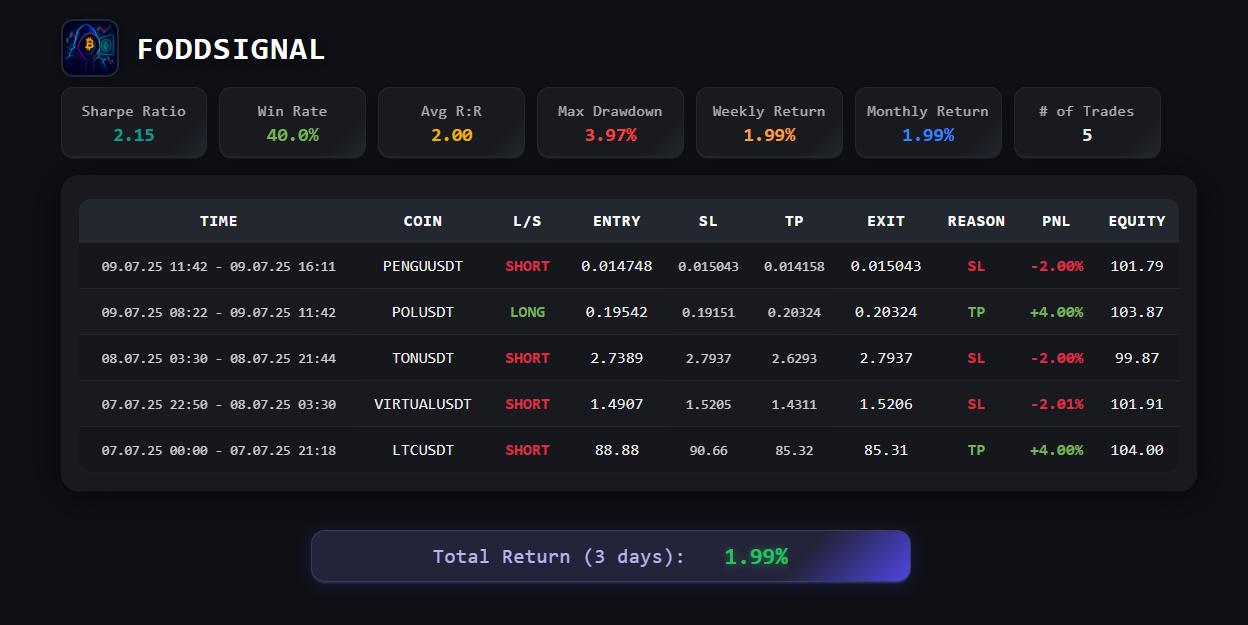 FODDSIGNAL
Sharpe Ratio Win Rate Avg R:R Max Drawdown Weekly Return Monthly Return # of Trades
2.15 40.0% 2.00 3.97% 1.99% 1.99% 5
TIME COIN L/S ENTRY SL TP EXIT REASON PNL EQUITY
09.07.25 11:42 - 09.07.25 16:11 PENGUUSDT SHORT 0.014748 0.015043 0.014158 0.015043 SL -2.00% 101.79
09.07.25 08:22 - 09.07.25 11:42 POLUSDT LONG 0.19542 0.19151 0.20324 0.20324 TP +4.00% 103.87
08.07.25 03:30 - 08.07.25 21:44 TONUSDT SHORT 2.7389 2.7937 2.6293 2.7937 SL -2.00% 99.87
07.07.25 22:50 - 08.07.25 03:30 VIRTUALUSDT SHORT 1.4907 1.5205 1.4311 1.5206 SL -2.01% 101.91
07.07.25 00:00 - 07.07.25 21:18 LTCUSDT SHORT 88.88 90.66 85.32 85.31 TP +4.00% 104.00
Total Return (3 days): 1.99%